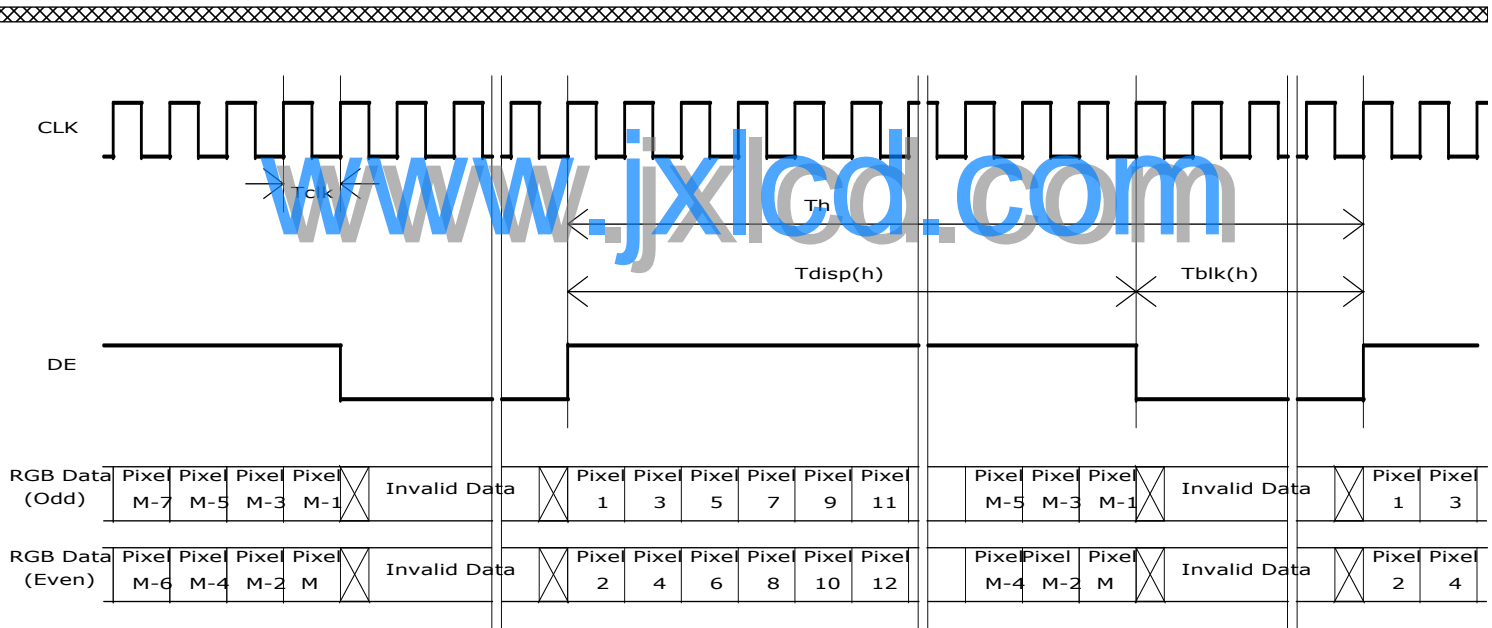 CLK
Tclk
www.jxlcd.com
Th
Tdisp(h) Tblk(h)
DE
RGB Data Pixel Pixel Pixel Pixel Invalid Data Pixel Pixel Pixel Pixel Pixel Pixel Pixel Pixel Pixel Invalid Data Pixel Pixel
(Odd) M-7 M-5 M-3 M-1 1 3 5 7 9 11 M-5 M-3 M-1 1 3
RGB Data Pixel Pixel Pixel Pixel Invalid Data Pixel Pixel Pixel Pixel Pixel Pixel Pixel Pixel Pixel Invalid Data Pixel Pixel
(Even) M-6 M-4 M-2 M 2 4 6 8 10 12 M-4 M-2 M 2 4